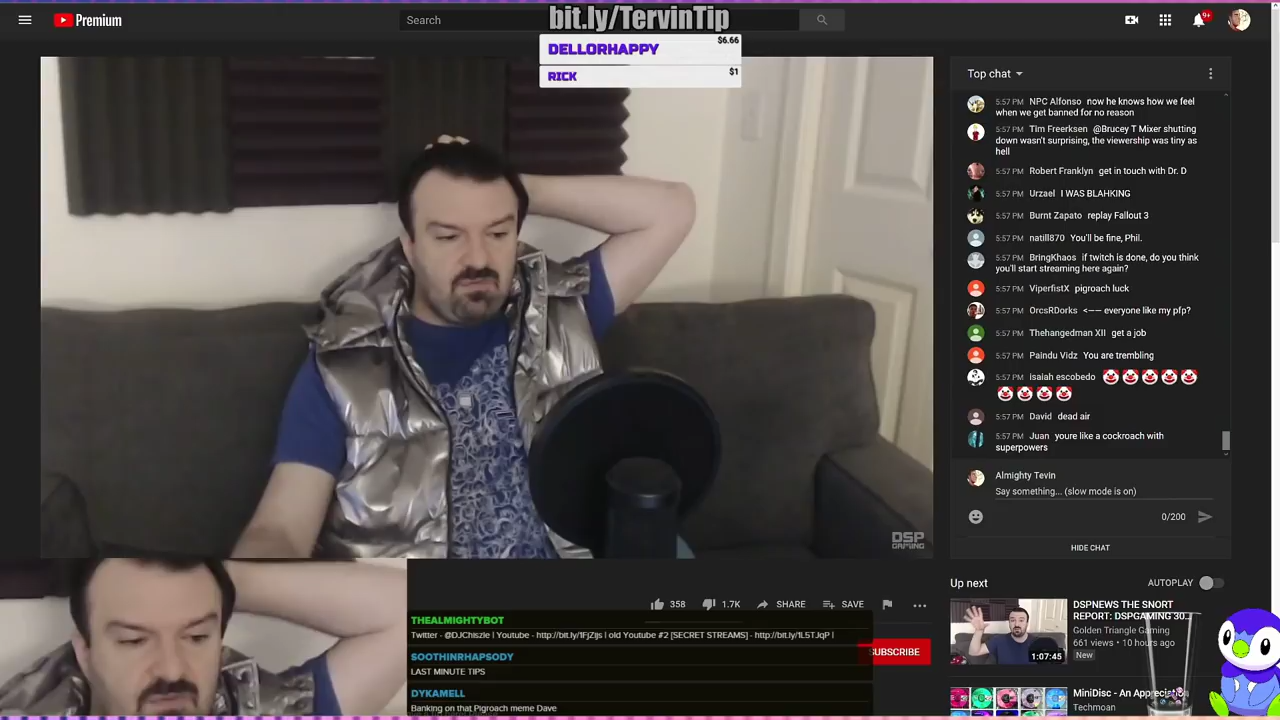 bit.ly/TervinTip
Premium
Search
9+
DELLORHAPPY $6.66
RICK $1
Top chat
5:57 PM NPC Alfonso now he knows how we feel
when we get banned for no reason
5:57 PM Tim Freerksen @Brucey T Mixer shutting
down wasn't surprising, the viewership was tiny as
hell
5:57 PM Robert Franklyn get in touch with Dr. D
5:57 PM Urzael I WAS BLAHKING
5:57 PM Burnt Zapato replay Fallout 3
5:57 PM natill870 You'll be fine, Phil.
5:57 PM BringKhaos if twitch is done, do you think
you'll start streaming here again?
5:57 PM ViperfistX pigroach luck
5:57 PM OrcsRDorks <—— everyone like my pfp?
5:57 PM Thehangedman XII get a job
5:57 PM Paindu Vidz You are trembling
5:57 PM isaiah escobedo 🤡🤡🤡🤡🤡
🤡🤡🤡🤡
5:57 PM David dead air
5:57 PM Juan youre like a cockroach with
superpowers
Almighty Tevin
Say something... (slow mode is on)
0/200
HIDE CHAT
DSP
GAMING
358 1.7K SHARE SAVE
SUBSCRIBE
THEALMIGHTYBOT
Twitter - @DJChiszle | Youtube - http://bit.ly/1FjZijs | old Youtube #2 [SECRET STREAMS] - http://bit.ly/1L5TJqP |
SOOTHINRHAPSODY
LAST MINUTE TIPS
DYKAMELL
Banking on that Pigroach meme Dave
Up next AUTOPLAY
DSPNEWS THE SNORT
REPORT: DSPGAMING 30...
Golden Triangle Gaming
661 views • 10 hours ago
New
1:07:45
MiniDisc - An Appreciation
Techmoan